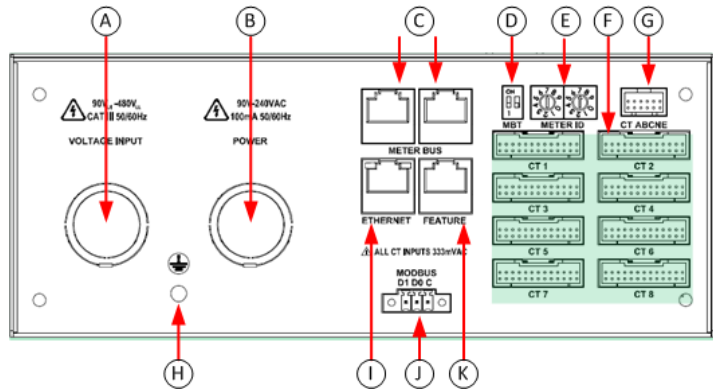 A
B
C
D
E
F
G
90V -480V
CAT III 50/60Hz
VOLTAGE INPUT
90V-240VAC
100mA 50/60Hz
POWER
METER BUS
ON
1
MBT
METER ID
CT ABCNE
CT 1
CT 2
CT 3
CT 4
CT 5
CT 6
CT 7
CT 8
ETHERNET
FEATURE
ALL CT INPUTS 333mVAC
MODBUS
D1 D0 C
H
I
J
K